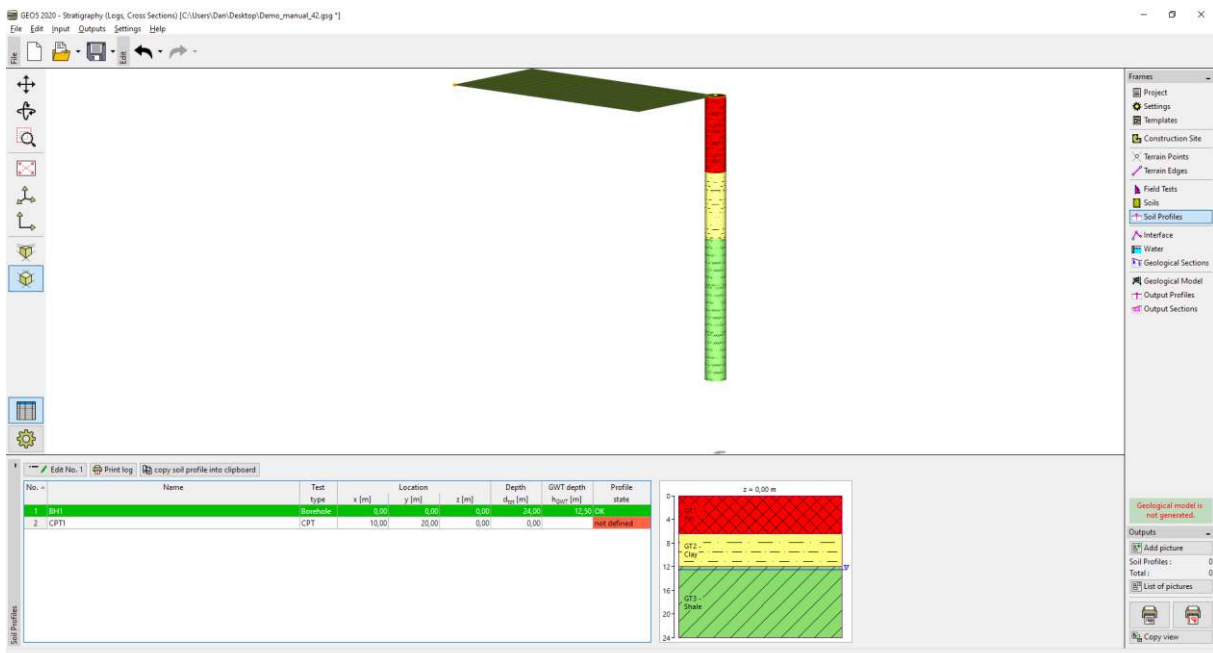 GEO5 2020 - Stratigraphy (Logs, Cross Sections) [C:\Users\Dan\Desktop\Demo_manual_42.gsg *]
File Edit Input Outputs Settings Help
File
Edit
Frames
Project
Settings
Templates
Construction Site
Terrain Points
Terrain Edges
Field Tests
Soils
Soil Profiles
Interface
Water
Geological Sections
Geological Model
Output Profiles
Output Sections
Edit No. 1 Print log copy soil profile into clipboard
No. Name Test Location Depth GWT depth Profile
type x [m] y [m] z [m] dtot [m] hGWT [m] state
1 BH1 Borehole 0,00 0,00 0,00 24,00 12,50 OK
2 CPT1 CPT 10,00 20,00 0,00 0,00 not defined
Soil Profiles
z = 0,00 m
0
4
8
GT2 -
Clay
12
16
GT3 -
Shale
20
24
Geological model is
not generated.
Outputs
Add picture
Soil Profiles : 0
Total : 0
List of pictures
Copy view